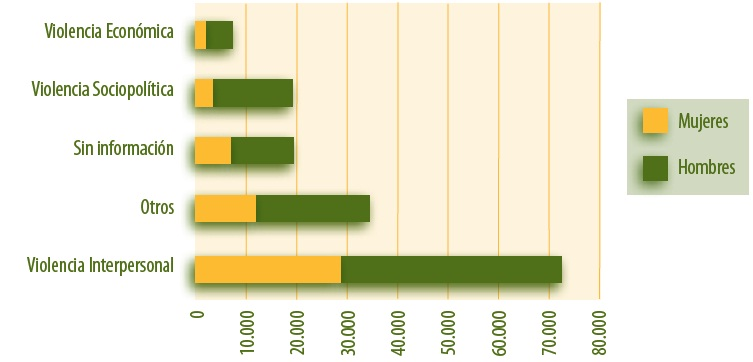 Violencia Económica
Violencia Sociopolítica
Sin información
Otros
Violencia Interpersonal
0
10.000
20.000
30.000
40.000
50.000
60.000
70.000
80.000
Mujeres
Hombres